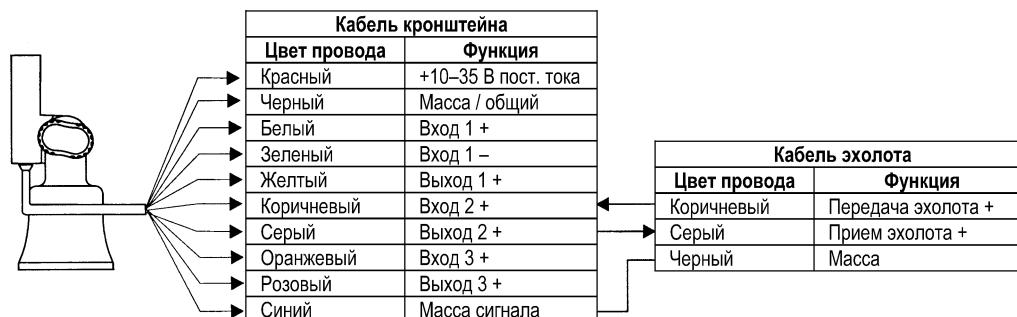 Кабель кронштейна
Цвет провода Функция
Красный +10–35 В пост. тока
Черный Масса / общий
Белый Вход 1 +
Зеленый Вход 1 –
Желтый Выход 1 +
Коричневый Вход 2 +
Серый Выход 2 +
Оранжевый Вход 3 +
Розовый Выход 3 +
Синий Масса сигнала
Кабель эхолота
Цвет провода Функция
Коричневый Передача эхолота +
Серый Прием эхолота +
Черный Масса